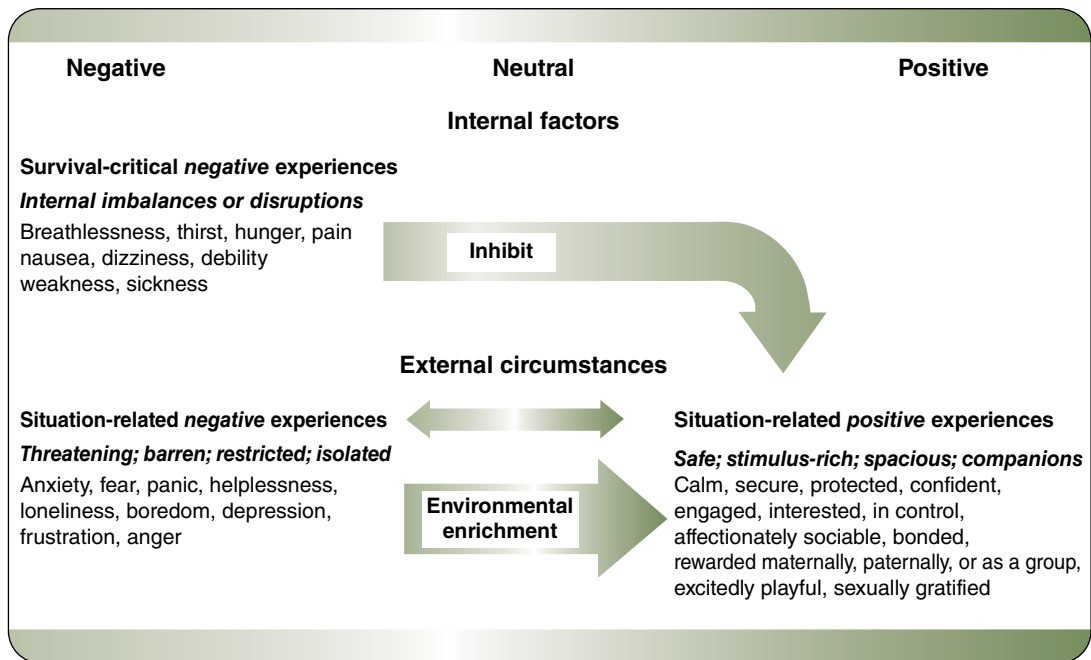 Negative
Neutral
Positive
Internal factors
Survival-critical negative experiences
Internal imbalances or disruptions
Breathlessness, thirst, hunger, pain
nausea, dizziness, debility
weakness, sickness
Inhibit
External circumstances
Situation-related negative experiences
Threatening; barren; restricted; isolated
Anxiety, fear, panic, helplessness,
loneliness, boredom, depression,
frustration, anger
Environmental
enrichment
Situation-related positive experiences
Safe; stimulus-rich; spacious; companions
Calm, secure, protected, confident,
engaged, interested, in control,
affectionately sociable, bonded,
rewarded maternally, paternally, or as a group,
excitedly playful, sexually gratified